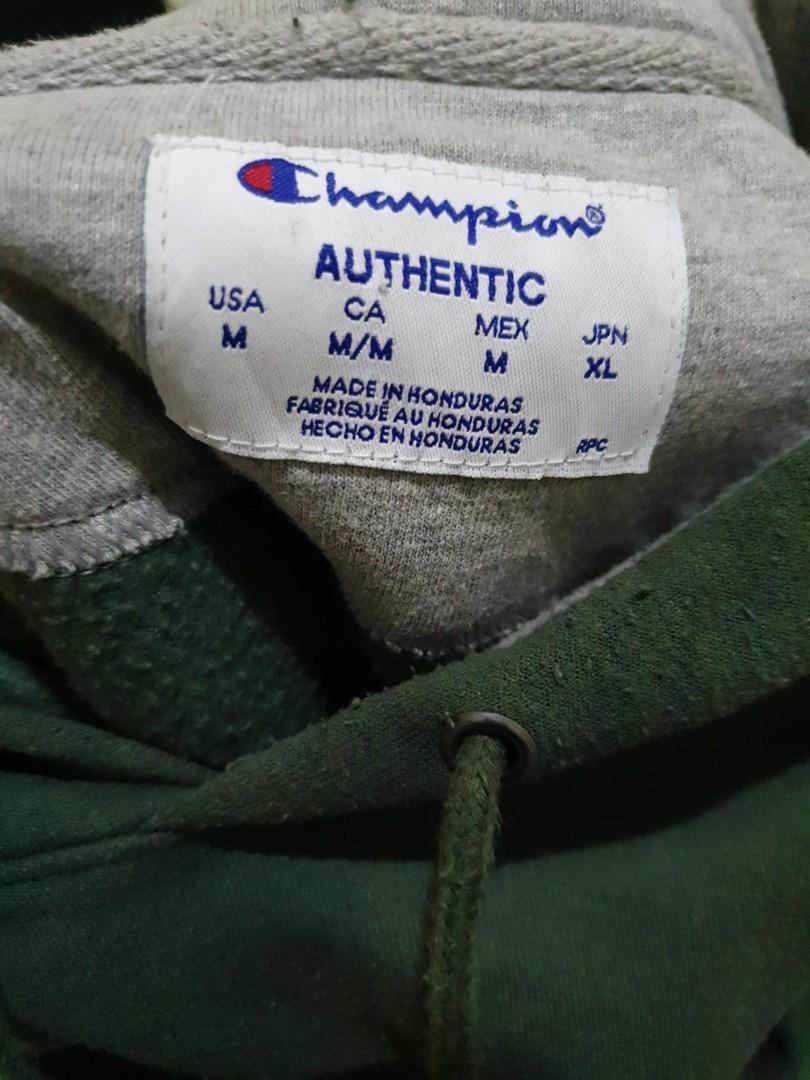 Champion®
AUTHENTIC
USA CA MEX JPN
M M/M M XL
MADE IN HONDURAS
FABRIQUÉ AU HONDURAS
HECHO EN HONDURAS RPC